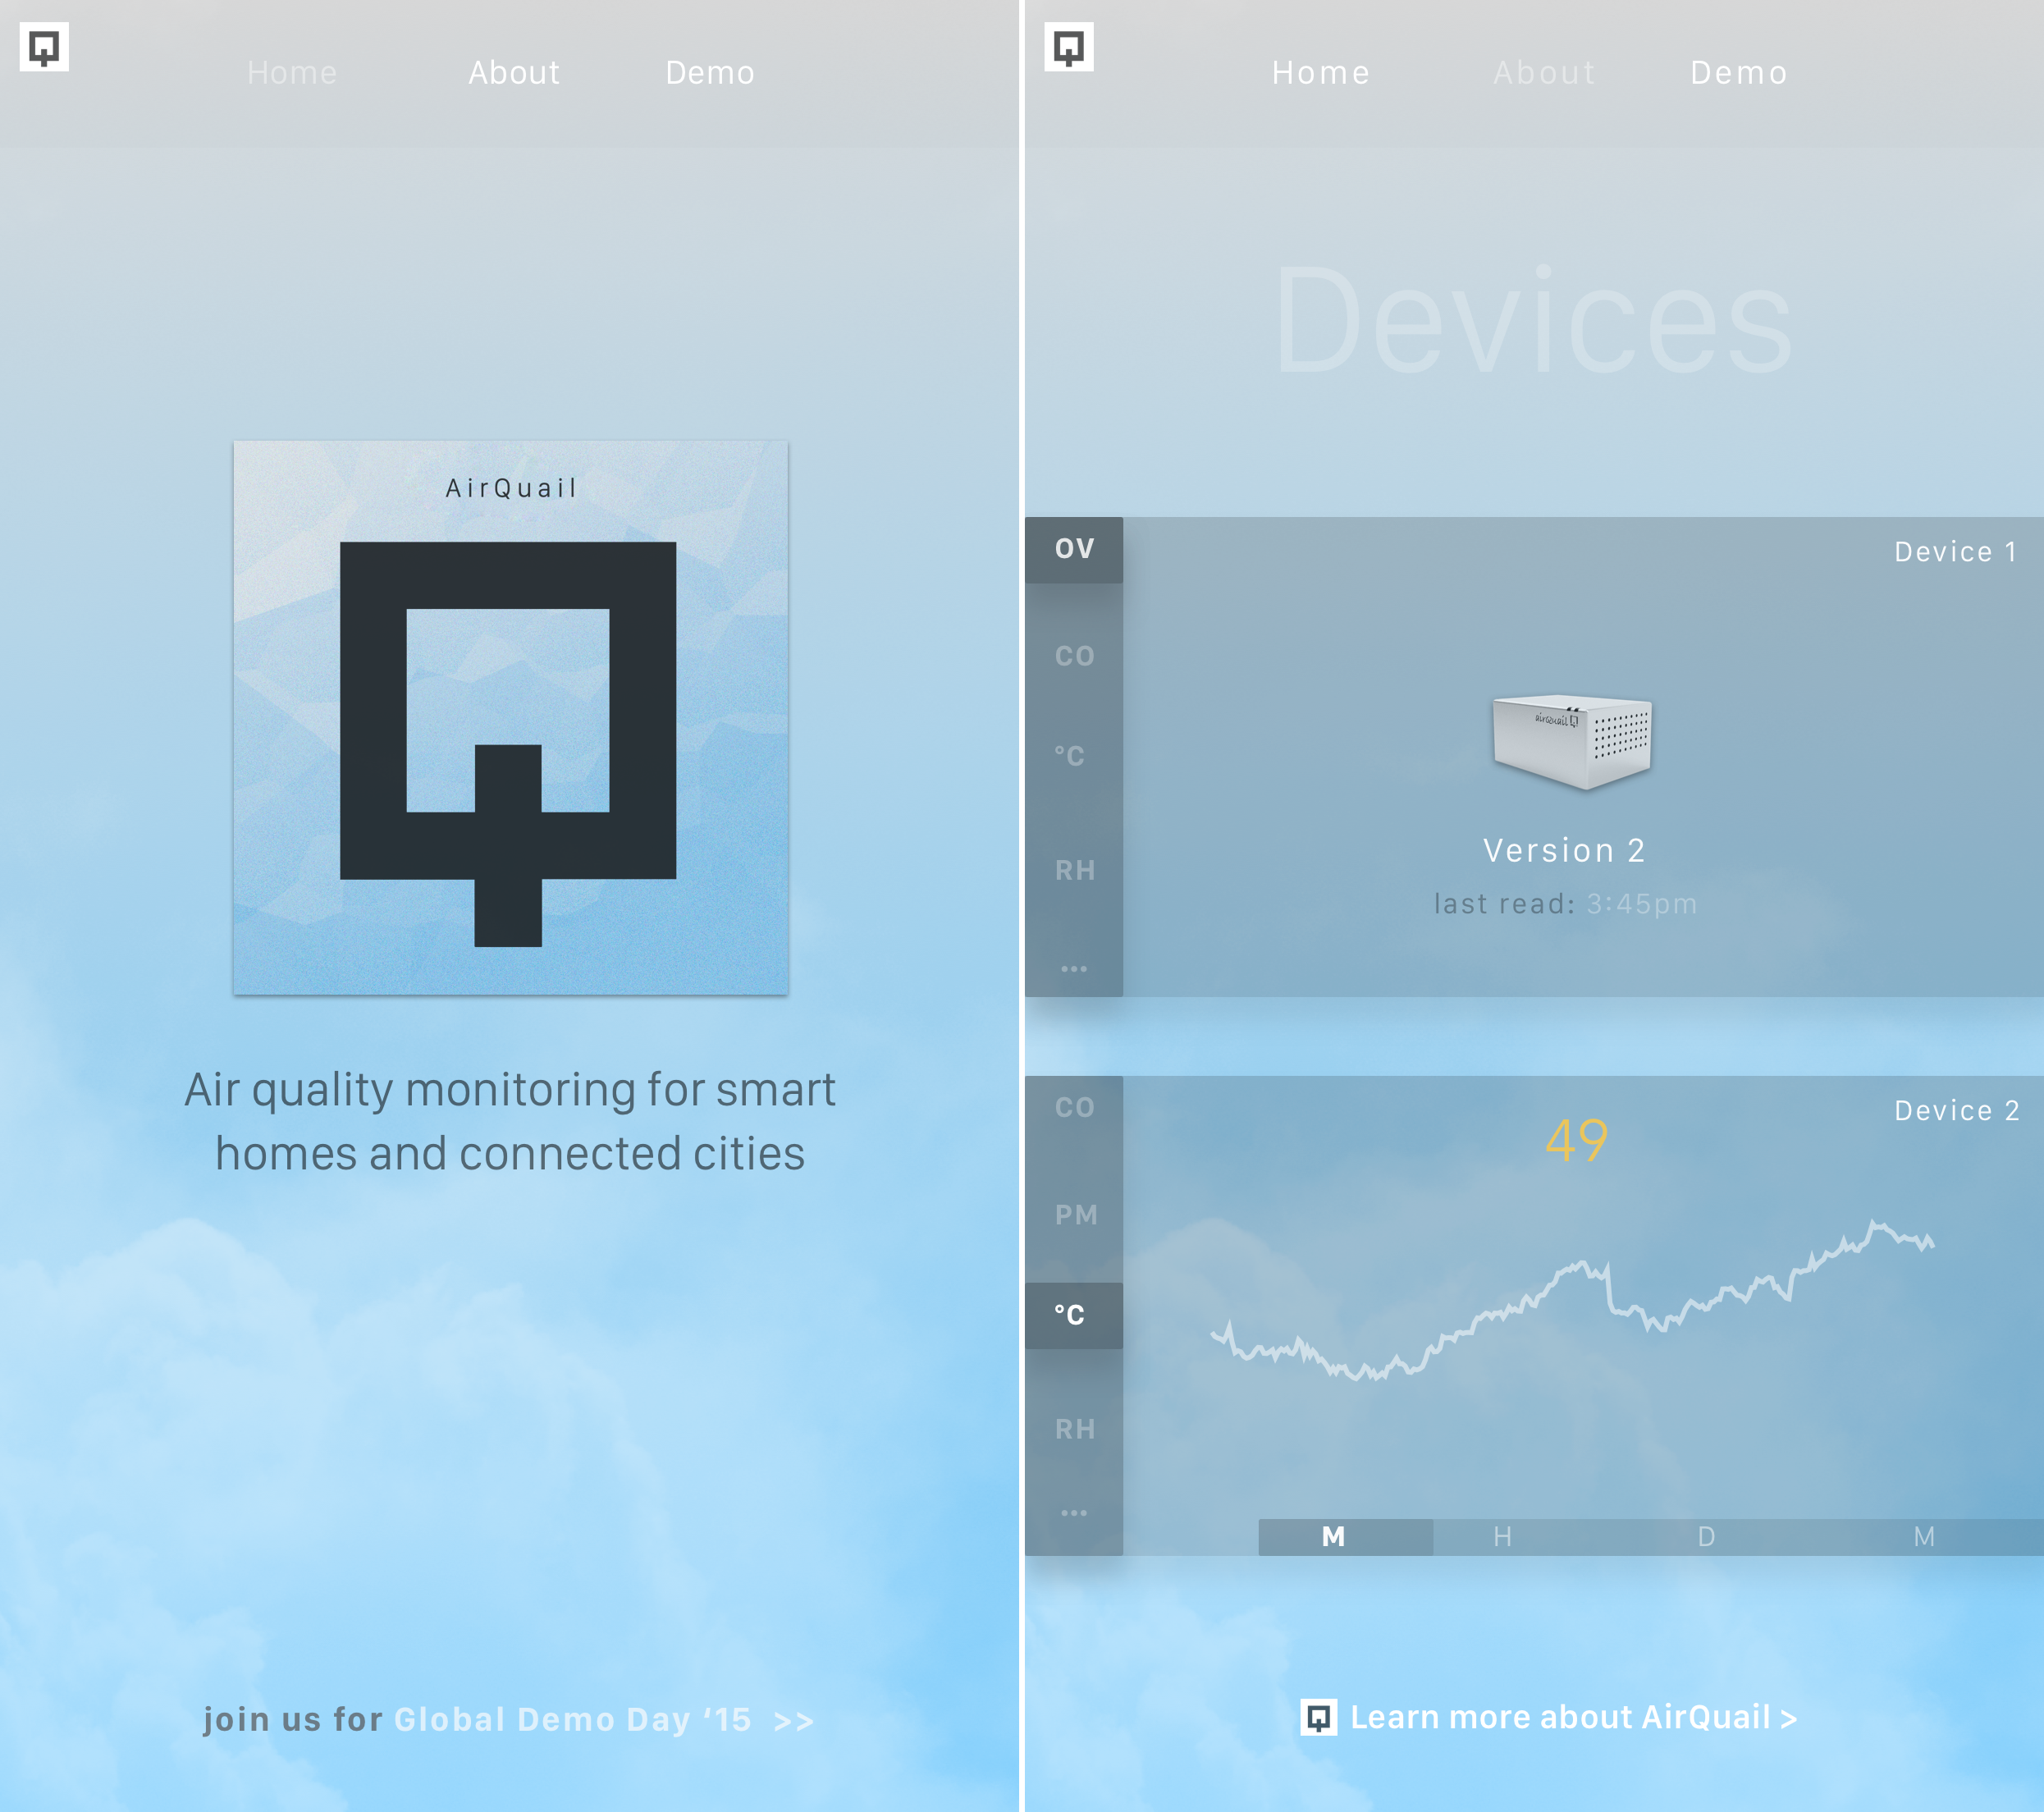 Home About Demo
AirQuail
Air quality monitoring for smart
homes and connected cities
join us for Global Demo Day ‘15 >>
Home About Demo
Devices
OV
Device 1
CO
°C
airQuail
Version 2
RH
last read: 3:45pm
...
CO
Device 2
49
PM
°C
RH
...
M H D M
Learn more about AirQuail >